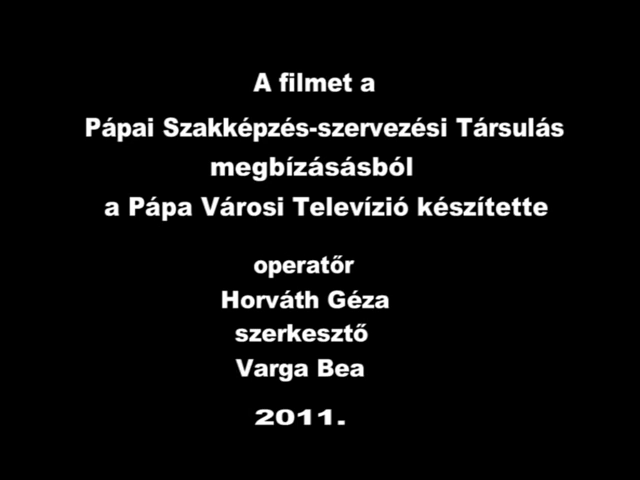 A filmet a
Pápai Szakképzés-szervezési Társulás
megbízásásból
a Pápa Városi Televízió készítette
operatőr
Horváth Géza
szerkesztő
Varga Bea
2011.